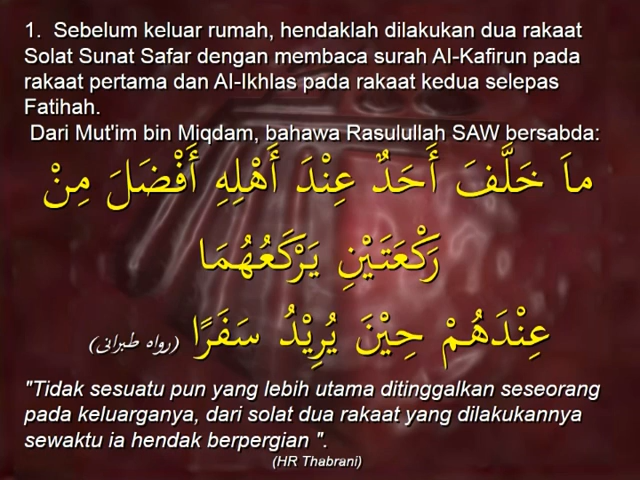 1.  Sebelum keluar rumah, hendaklah dilakukan dua rakaat
Solat Sunat Safar dengan membaca surah Al-Kafirun pada
rakaat pertama dan Al-Ikhlas pada rakaat kedua selepas
Fatihah.
Dari Mut'im bin Miqdam, bahawa Rasulullah SAW bersabda:
ماَ خَلَّفَ أَحَدٌ عِنْدَ أَهْلِهِ أَفْضَلَ مِنْ
رَكْعَتَيْنِ يَرْكَعُهُمَا
عِنْدَهُمْ حِيْنَ يُرِيْدُ سَفَرًا (رواه طبرانى)
"Tidak sesuatu pun yang lebih utama ditinggalkan seseorang
pada keluarganya, dari solat dua rakaat yang dilakukannya
sewaktu ia hendak berpergian ".
(HR Thabrani)